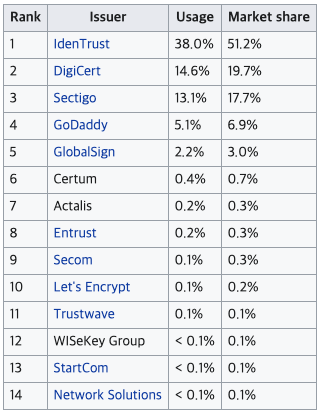 Rank Issuer Usage Market share
1 IdenTrust 38.0% 51.2%
2 DigiCert 14.6% 19.7%
3 Sectigo 13.1% 17.7%
4 GoDaddy 5.1% 6.9%
5 GlobalSign 2.2% 3.0%
6 Certum 0.4% 0.7%
7 Actalis 0.2% 0.3%
8 Entrust 0.2% 0.3%
9 Secom 0.1% 0.3%
10 Let's Encrypt 0.1% 0.2%
11 Trustwave 0.1% 0.1%
12 WISeKey Group < 0.1% 0.1%
13 StartCom < 0.1% 0.1%
14 Network Solutions < 0.1% 0.1%